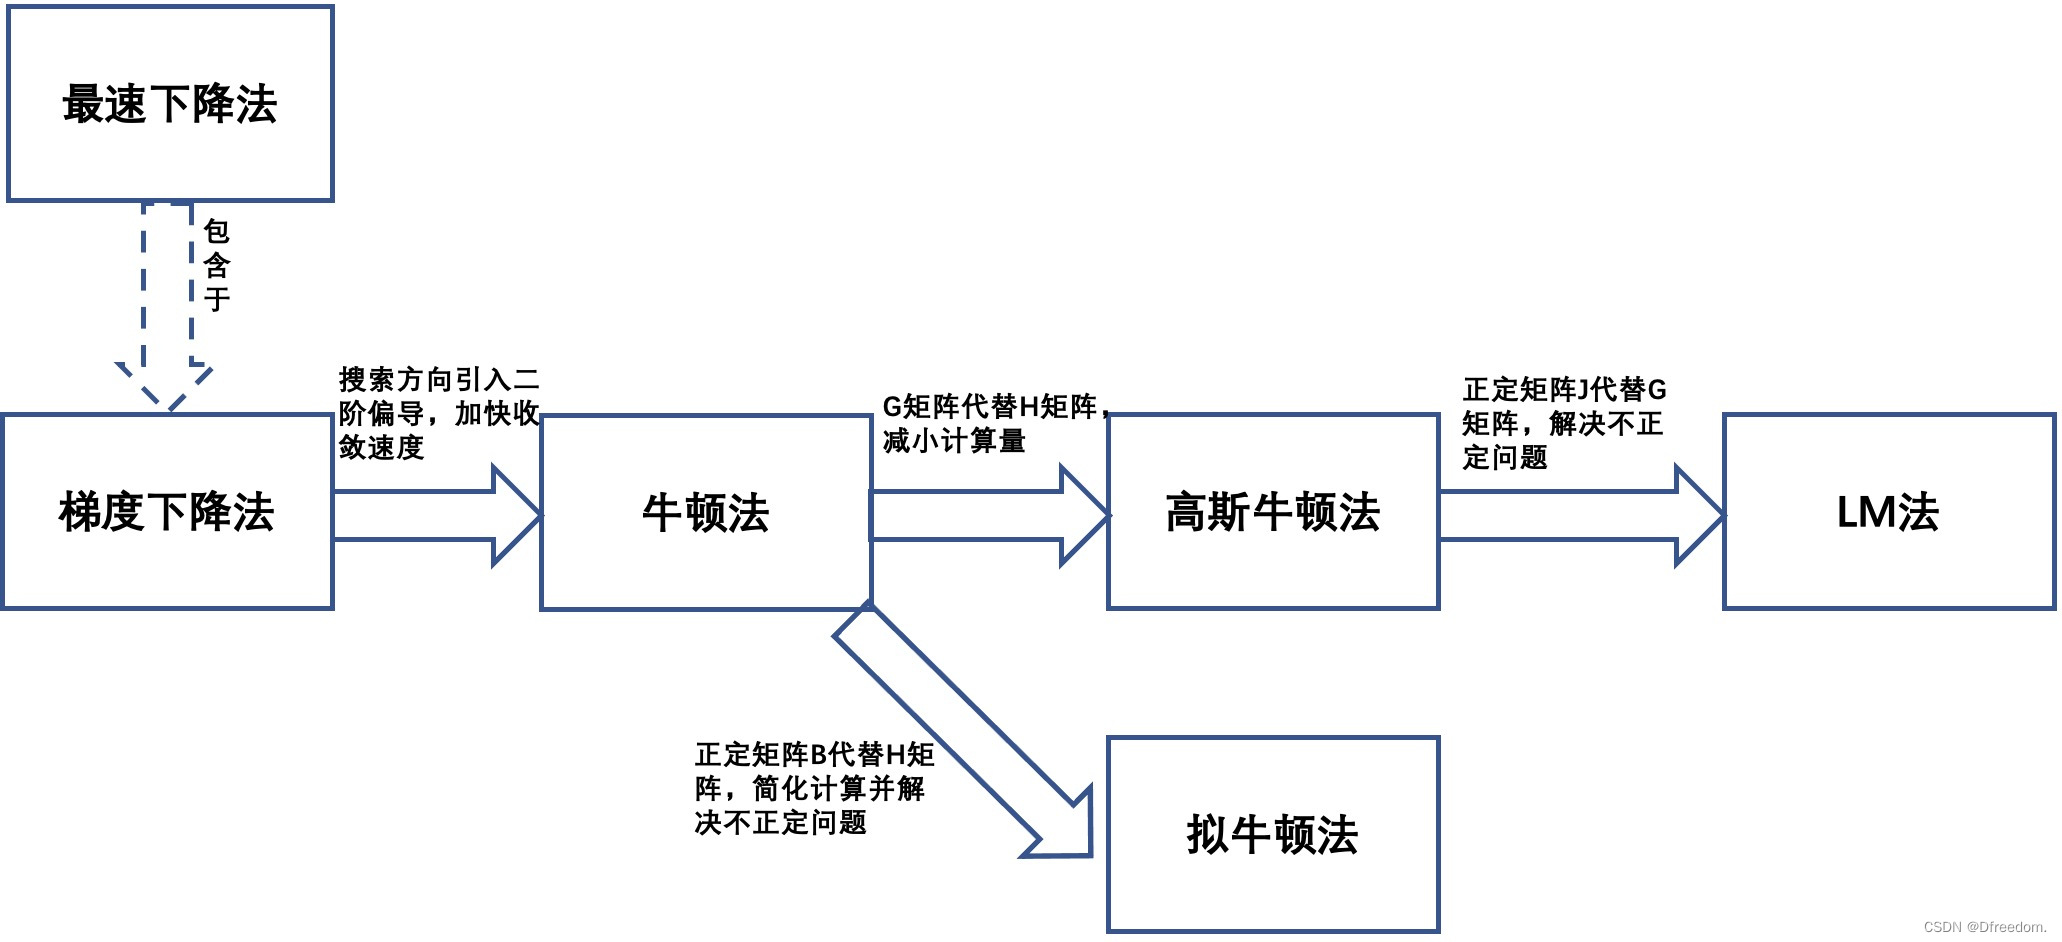 最速下降法
包
含
于
搜索方向引入二
阶偏导，加快收
敛速度
G矩阵代替H矩阵，
减小计算量
正定矩阵J代替G
矩阵，解决不正
定问题
梯度下降法
牛顿法
高斯牛顿法
LM法
正定矩阵B代替H矩
阵，简化计算并解
决不正定问题
拟牛顿法
CSDN @Dfreedom.